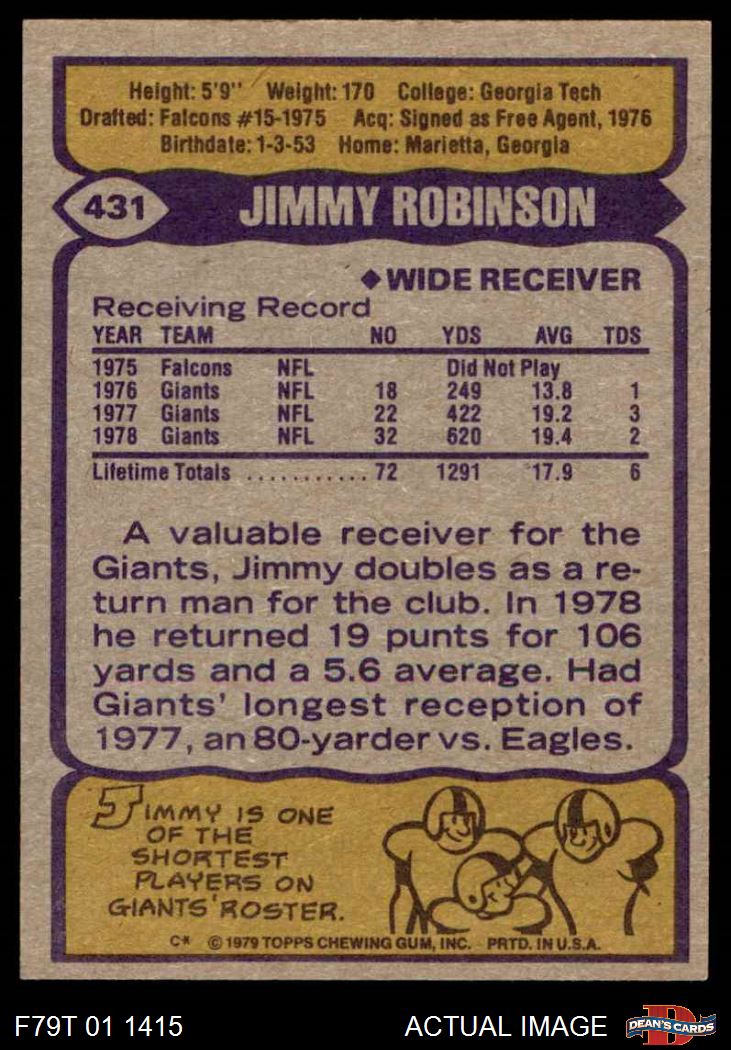 Height: 5'9" Weight: 170 College: Georgia Tech
Drafted: Falcons #15-1975 Acq: Signed as Free Agent, 1976
Birthdate: 1-3-53 Home: Marietta, Georgia
431 JIMMY ROBINSON
◆WIDE RECEIVER
Receiving Record
YEAR TEAM NO YDS AVG TDS
1975 Falcons NFL Did Not Play
1976 Giants NFL 18 249 13.8 1
1977 Giants NFL 22 422 19.2 3
1978 Giants NFL 32 620 19.4 2
Lifetime Totals ........... 72 1291 17.9 6
A valuable receiver for the
Giants, Jimmy doubles as a re-
turn man for the club. In 1978
he returned 19 punts for 106
yards and a 5.6 average. Had
Giants' longest reception of
1977, an 80-yarder vs. Eagles.
JIMMY IS ONE
OF THE
SHORTEST
PLAYERS ON
GIANTS' ROSTER.
C* © 1979 TOPPS CHEWING GUM, INC. PRTD. IN U.S.A.
F79T 01 1415 ACTUAL IMAGE D DEAN'S CARDS